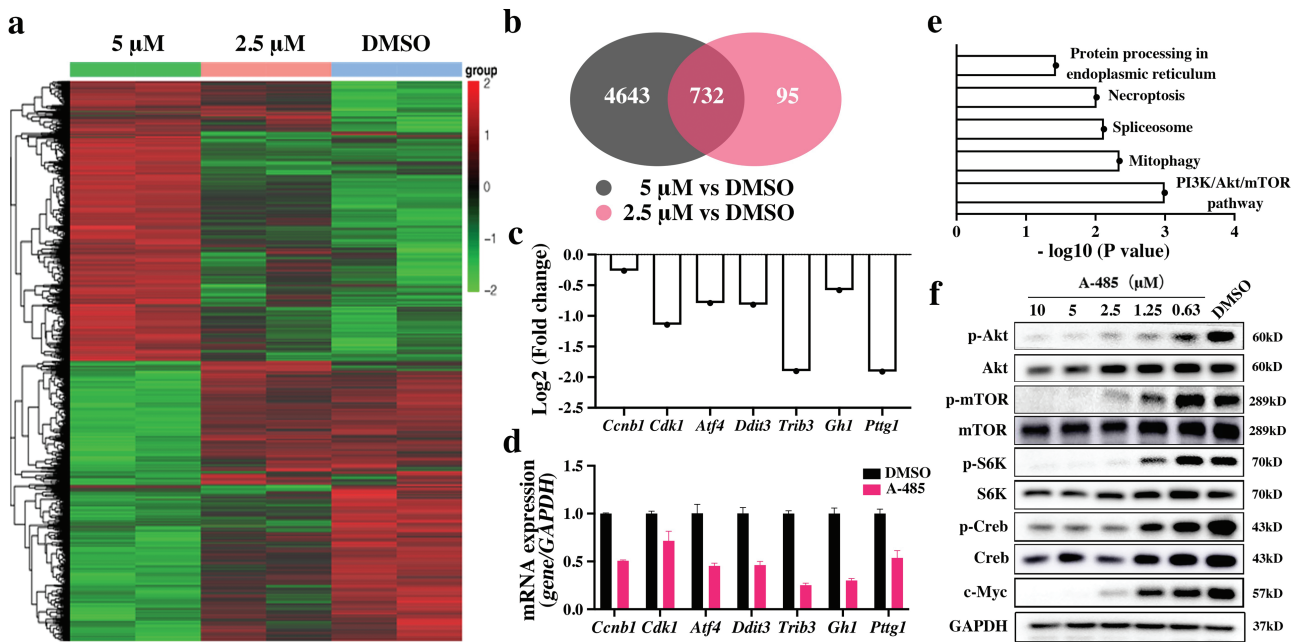 a
5 μM 2.5 μM DMSO
group
2
1
0
−1
−2
b
4643 732 95
5 μM vs DMSO
2.5 μM vs DMSO
c
Log2 (Fold change)
0.0
-0.5
-1.0
-1.5
-2.0
-2.5
Ccnb1 Cdk1 Atf4 Ddit3 Trib3 Gh1 Pttg1
d
mRNA expression
(gene/GAPDH)
1.5
1.0
0.5
0.0
DMSO
A-485
Ccnb1 Cdk1 Atf4 Ddit3 Trib3 Gh1 Pttg1
e
Protein processing in
endoplasmic reticulum
Necroptosis
Spliceosome
Mitophagy
PI3K/Akt/mTOR
pathway
0 1 2 3 4
- log10 (P value)
f
A-485 (μM)
10 5 2.5 1.25 0.63 DMSO
p-Akt 60kD
Akt 60kD
p-mTOR 289kD
mTOR 289kD
p-S6K 70kD
S6K 70kD
p-Creb 43kD
Creb 43kD
c-Myc 57kD
GAPDH 37kD